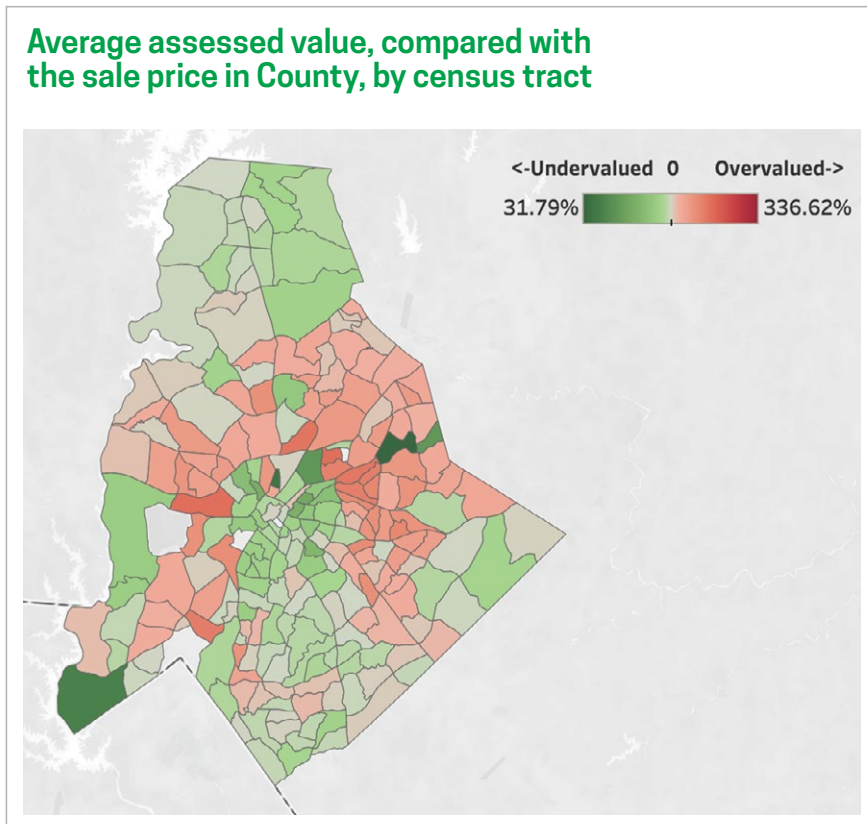 Average assessed value, compared with
the sale price in County, by census tract
<-Undervalued 0 Overvalued->
31.79% 336.62%